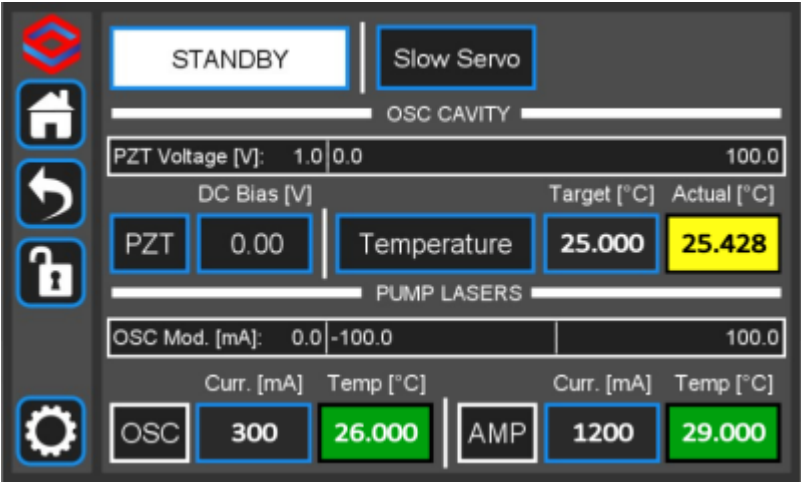 STANDBY Slow Servo
OSC CAVITY
PZT Voltage [V]: 1.0 0.0 100.0
DC Bias [V] Target [°C] Actual [°C]
PZT 0.00 Temperature 25.000 25.428
PUMP LASERS
OSC Mod. [mA]: 0.0 -100.0 100.0
Curr. [mA] Temp [°C] Curr. [mA] Temp [°C]
OSC 300 26.000 AMP 1200 29.000